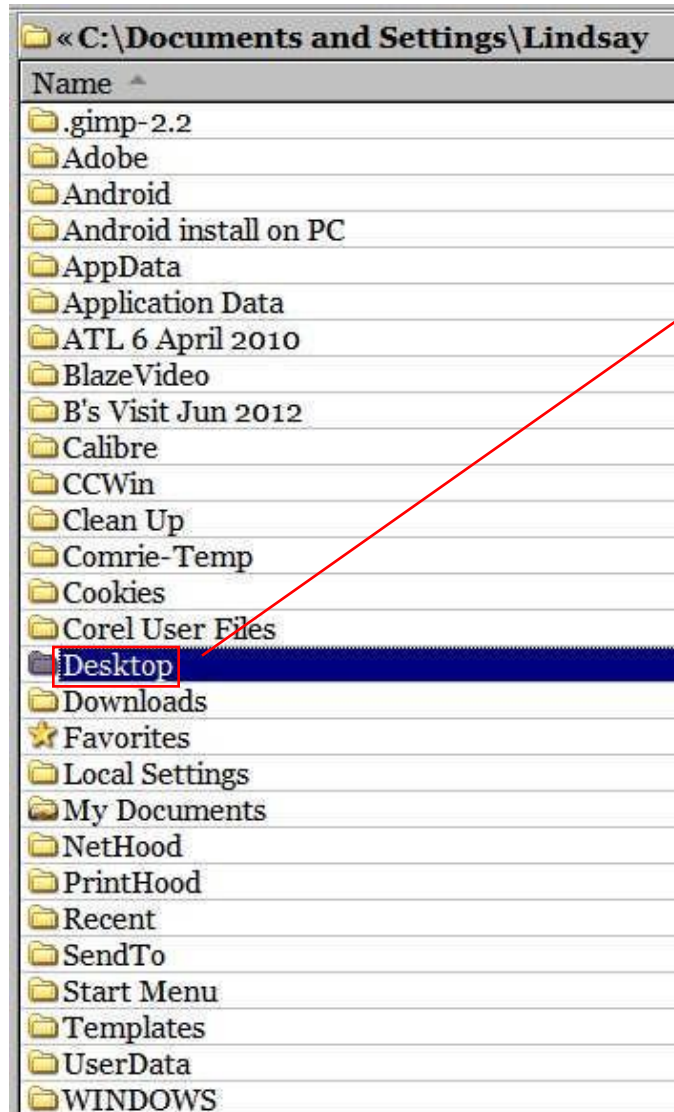 « C:\Documents and Settings\Lindsay
Name
.gimp-2.2
Adobe
Android
Android install on PC
AppData
Application Data
ATL 6 April 2010
BlazeVideo
B's Visit Jun 2012
Calibre
CCWin
Clean Up
Comrie-Temp
Cookies
Corel User Files
Desktop
Downloads
Favorites
Local Settings
My Documents
NetHood
PrintHood
Recent
SendTo
Start Menu
Templates
UserData
WINDOWS